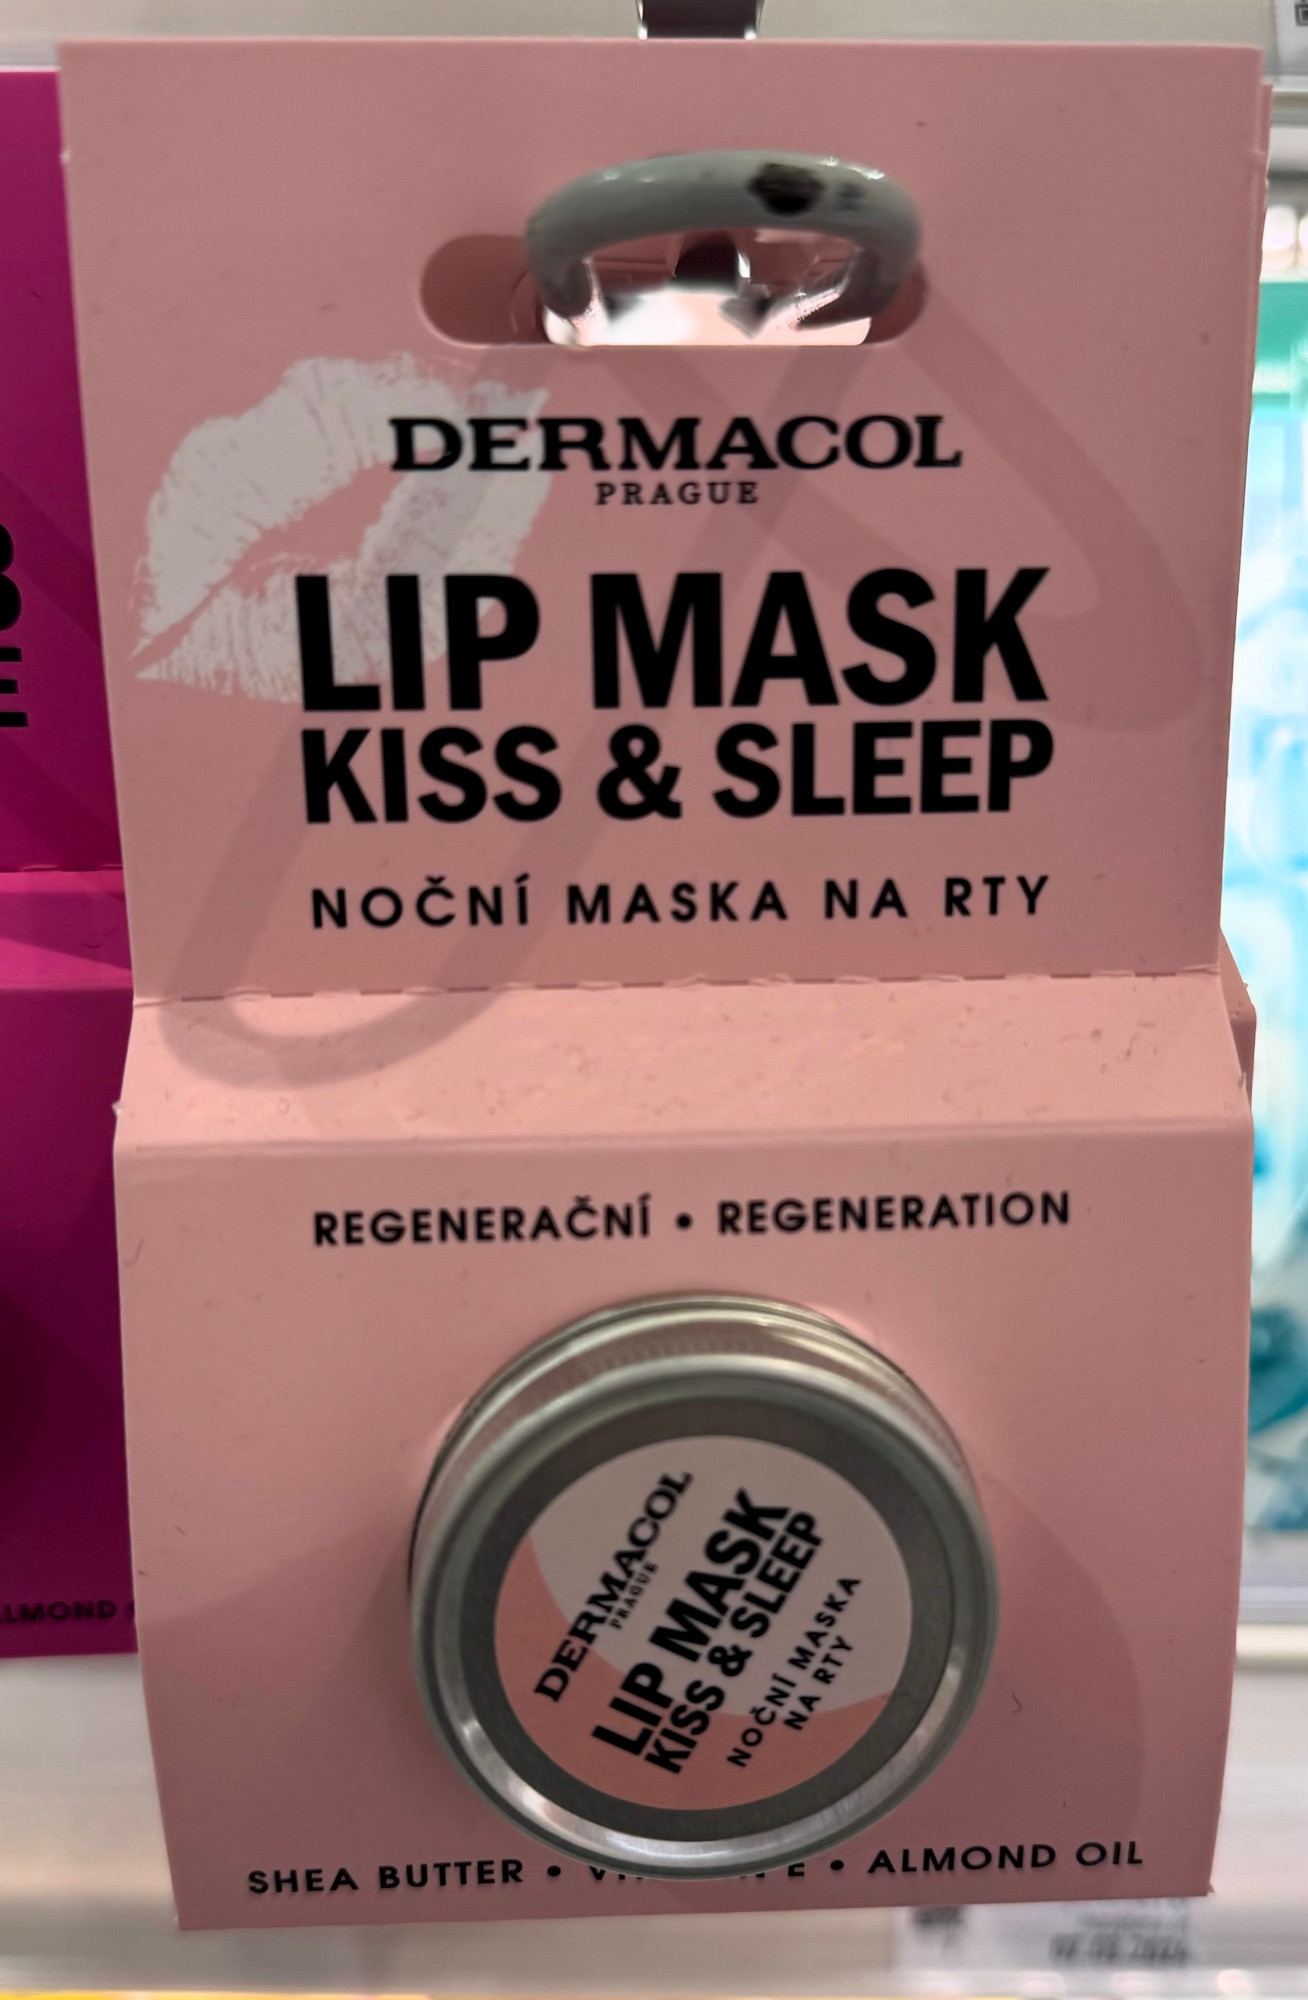 DERMACOL
PRAGUE
LIP MASK
KISS & SLEEP
NOČNÍ MASKA NA RTY
REGENERAČNÍ • REGENERATION
DERMACOL
PRAGUE
LIP MASK
KISS & SLEEP
NOČNÍ MASKA
NA RTY
SHEA BUTTER • E • ALMOND OIL
ALMOND